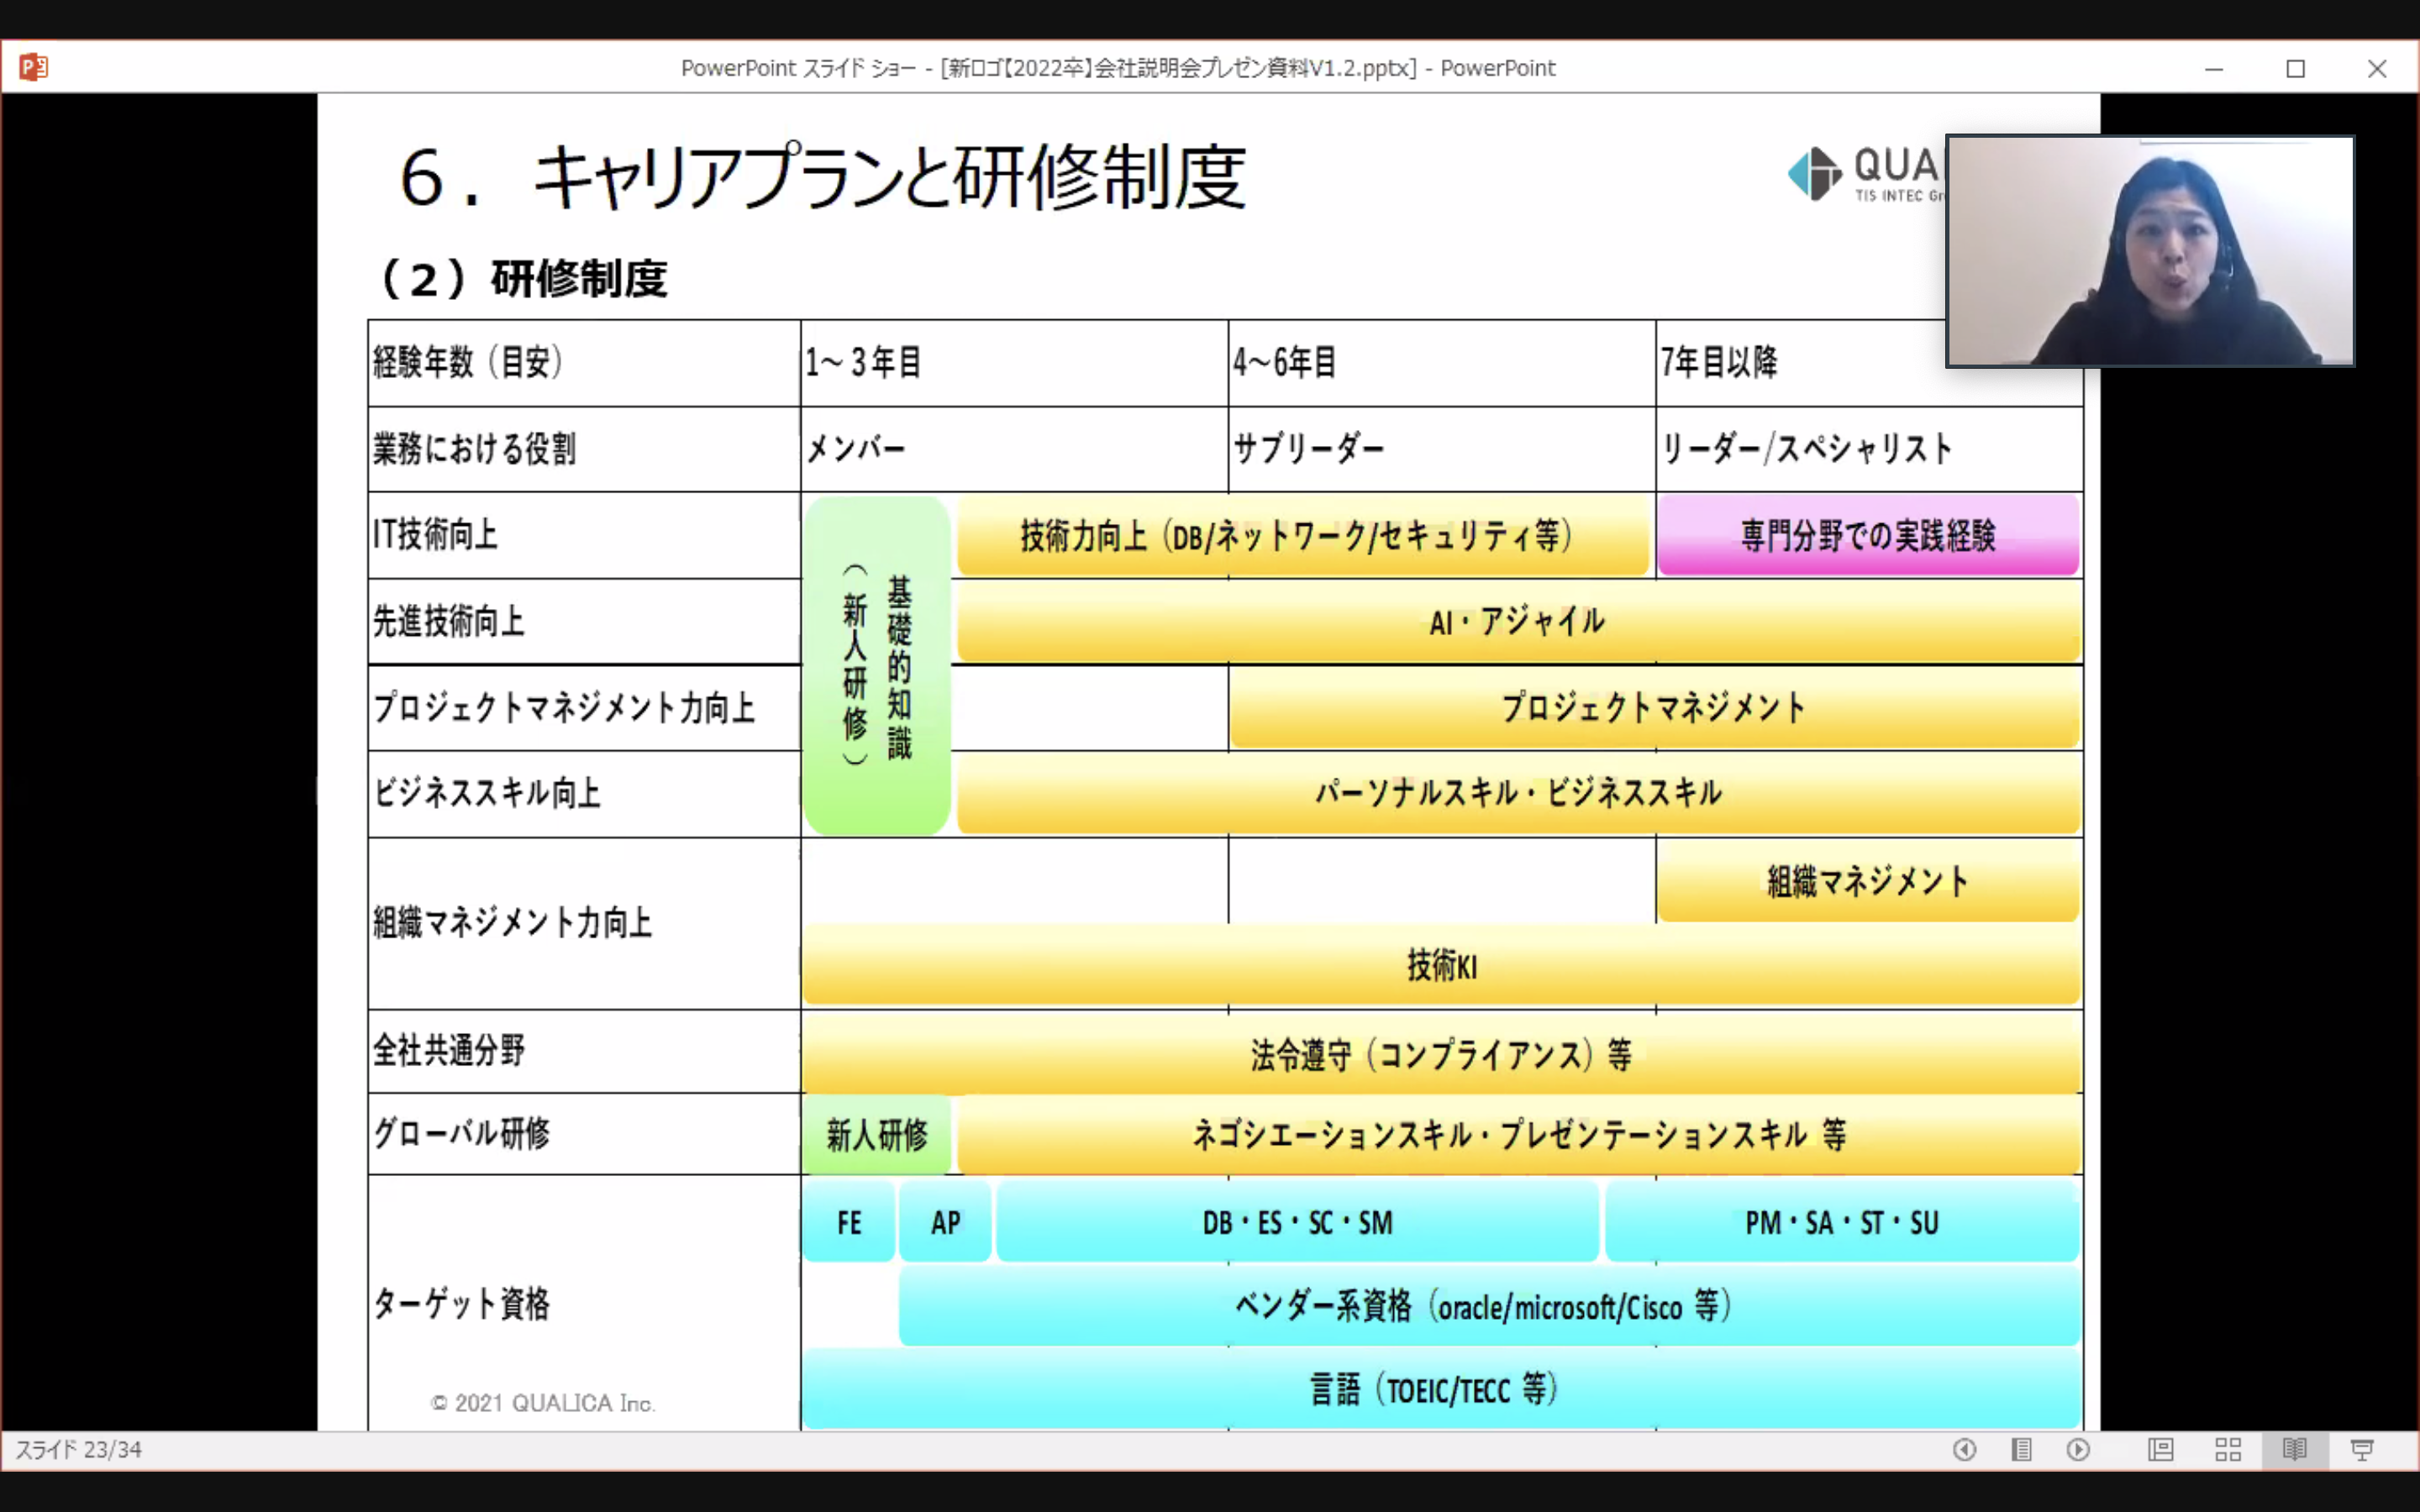 PowerPoint スライド ショー - [新ロゴ【2022卒】会社説明会プレゼン資料V1.2.pptx] - PowerPoint
６．キャリアプランと研修制度
TIS INTEC
（２）研修制度
経験年数（目安） 1～３年目 4～6年目 7年目以降
業務における役割 メンバー サブリーダー リーダー/スペシャリスト
基礎的知識
（新人研修）
IT技術向上 技術力向上（DB/ネットワーク/セキュリティ等） 専門分野での実践経験
先進技術向上 AI・アジャイル
プロジェクトマネジメント力向上 プロジェクトマネジメント
ビジネススキル向上 パーソナルスキル・ビジネススキル
組織マネジメント力向上 組織マネジメント
技術KI
全社共通分野 法令遵守（コンプライアンス）等
グローバル研修 新人研修 ネゴシエーションスキル・プレゼンテーションスキル 等
ターゲット資格 FE AP DB・ES・SC・SM PM・SA・ST・SU
ベンダー系資格（oracle/microsoft/Cisco 等）
言語（TOEIC/TECC 等）
© 2021 QUALICA Inc.
スライド 23/34